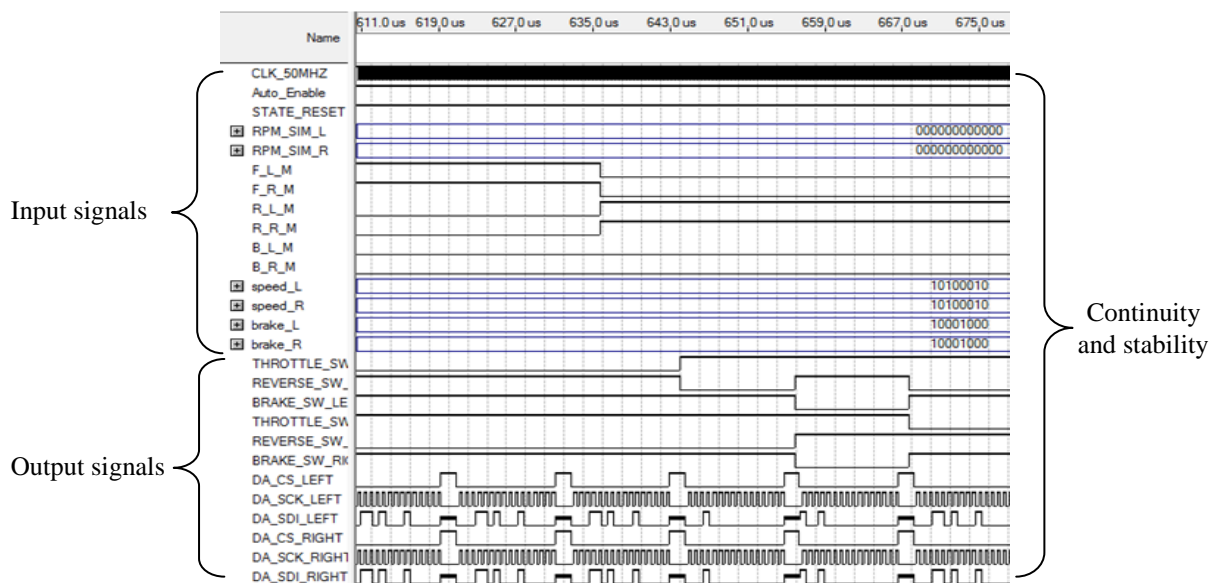 611.0 us 619,0 us 627,0 us 635,0 us 643,0 us 651,0 us 659,0 us 667,0 us 675,0 us
Name
CLK_50MHZ
Auto_Enable
STATE_RESET
RPM_SIM_L 000000000000
RPM_SIM_R 000000000000
F_L_M
F_R_M
R_L_M
Input signals
R_R_M
B_L_M
B_R_M
speed_L 10100010
speed_R 10100010
brake_L 10001000
brake_R 10001000
Continuity
and stability
THROTTLE_SW
REVERSE_SW_
BRAKE_SW_LE
THROTTLE_SW
REVERSE_SW_
BRAKE_SW_RI
Output signals
DA_CS_LEFT
DA_SCK_LEFT
DA_SDI_LEFT
DA_CS_RIGHT
DA_SCK_RIGHT
DA_SDI_RIGHT